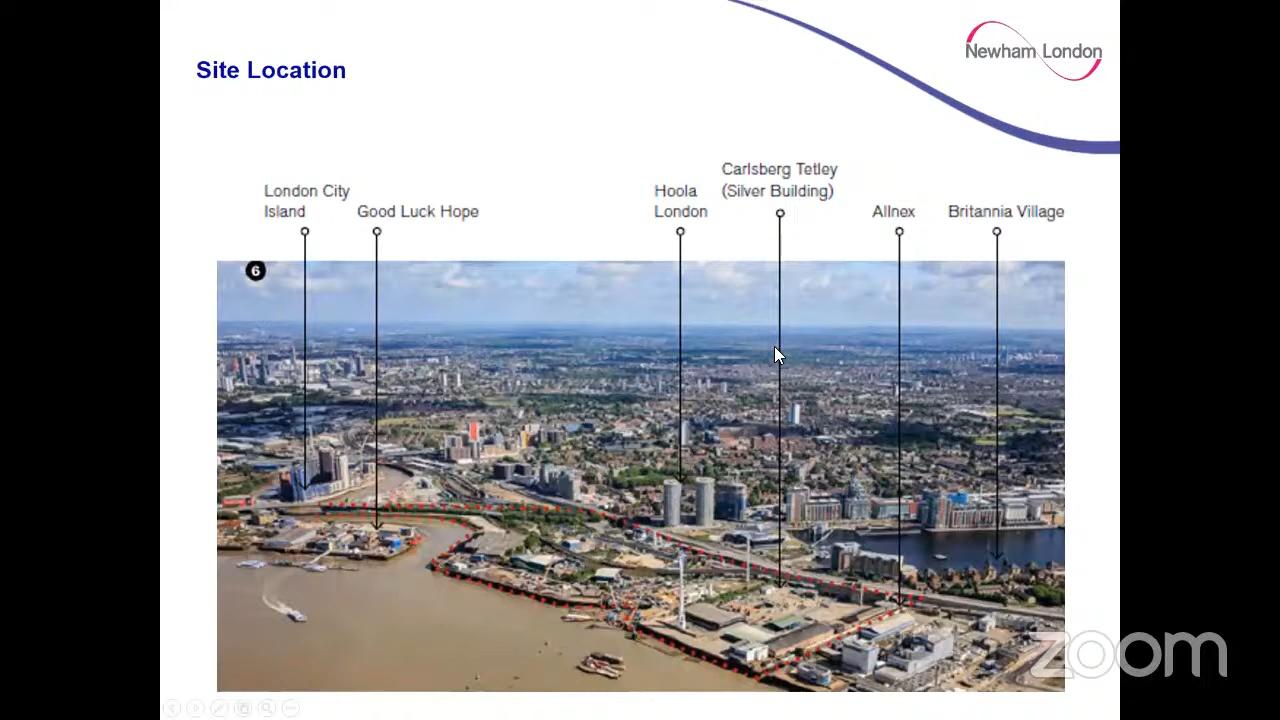 Site Location
Newham London
London City
Island
Good Luck Hope
Hoola
London
Carlsberg Tetley
(Silver Building)
Allnex
Britannia Village
6
zoom